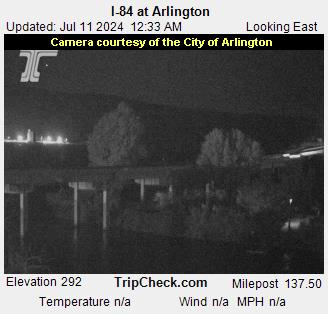 I-84 at Arlington
Updated: Jul 11 2024 12:33 AM Looking East
Camera courtesy of the City of Arlington
Elevation 292 TripCheck.com Milepost 137.50
Temperature n/a Wind n/a MPH n/a